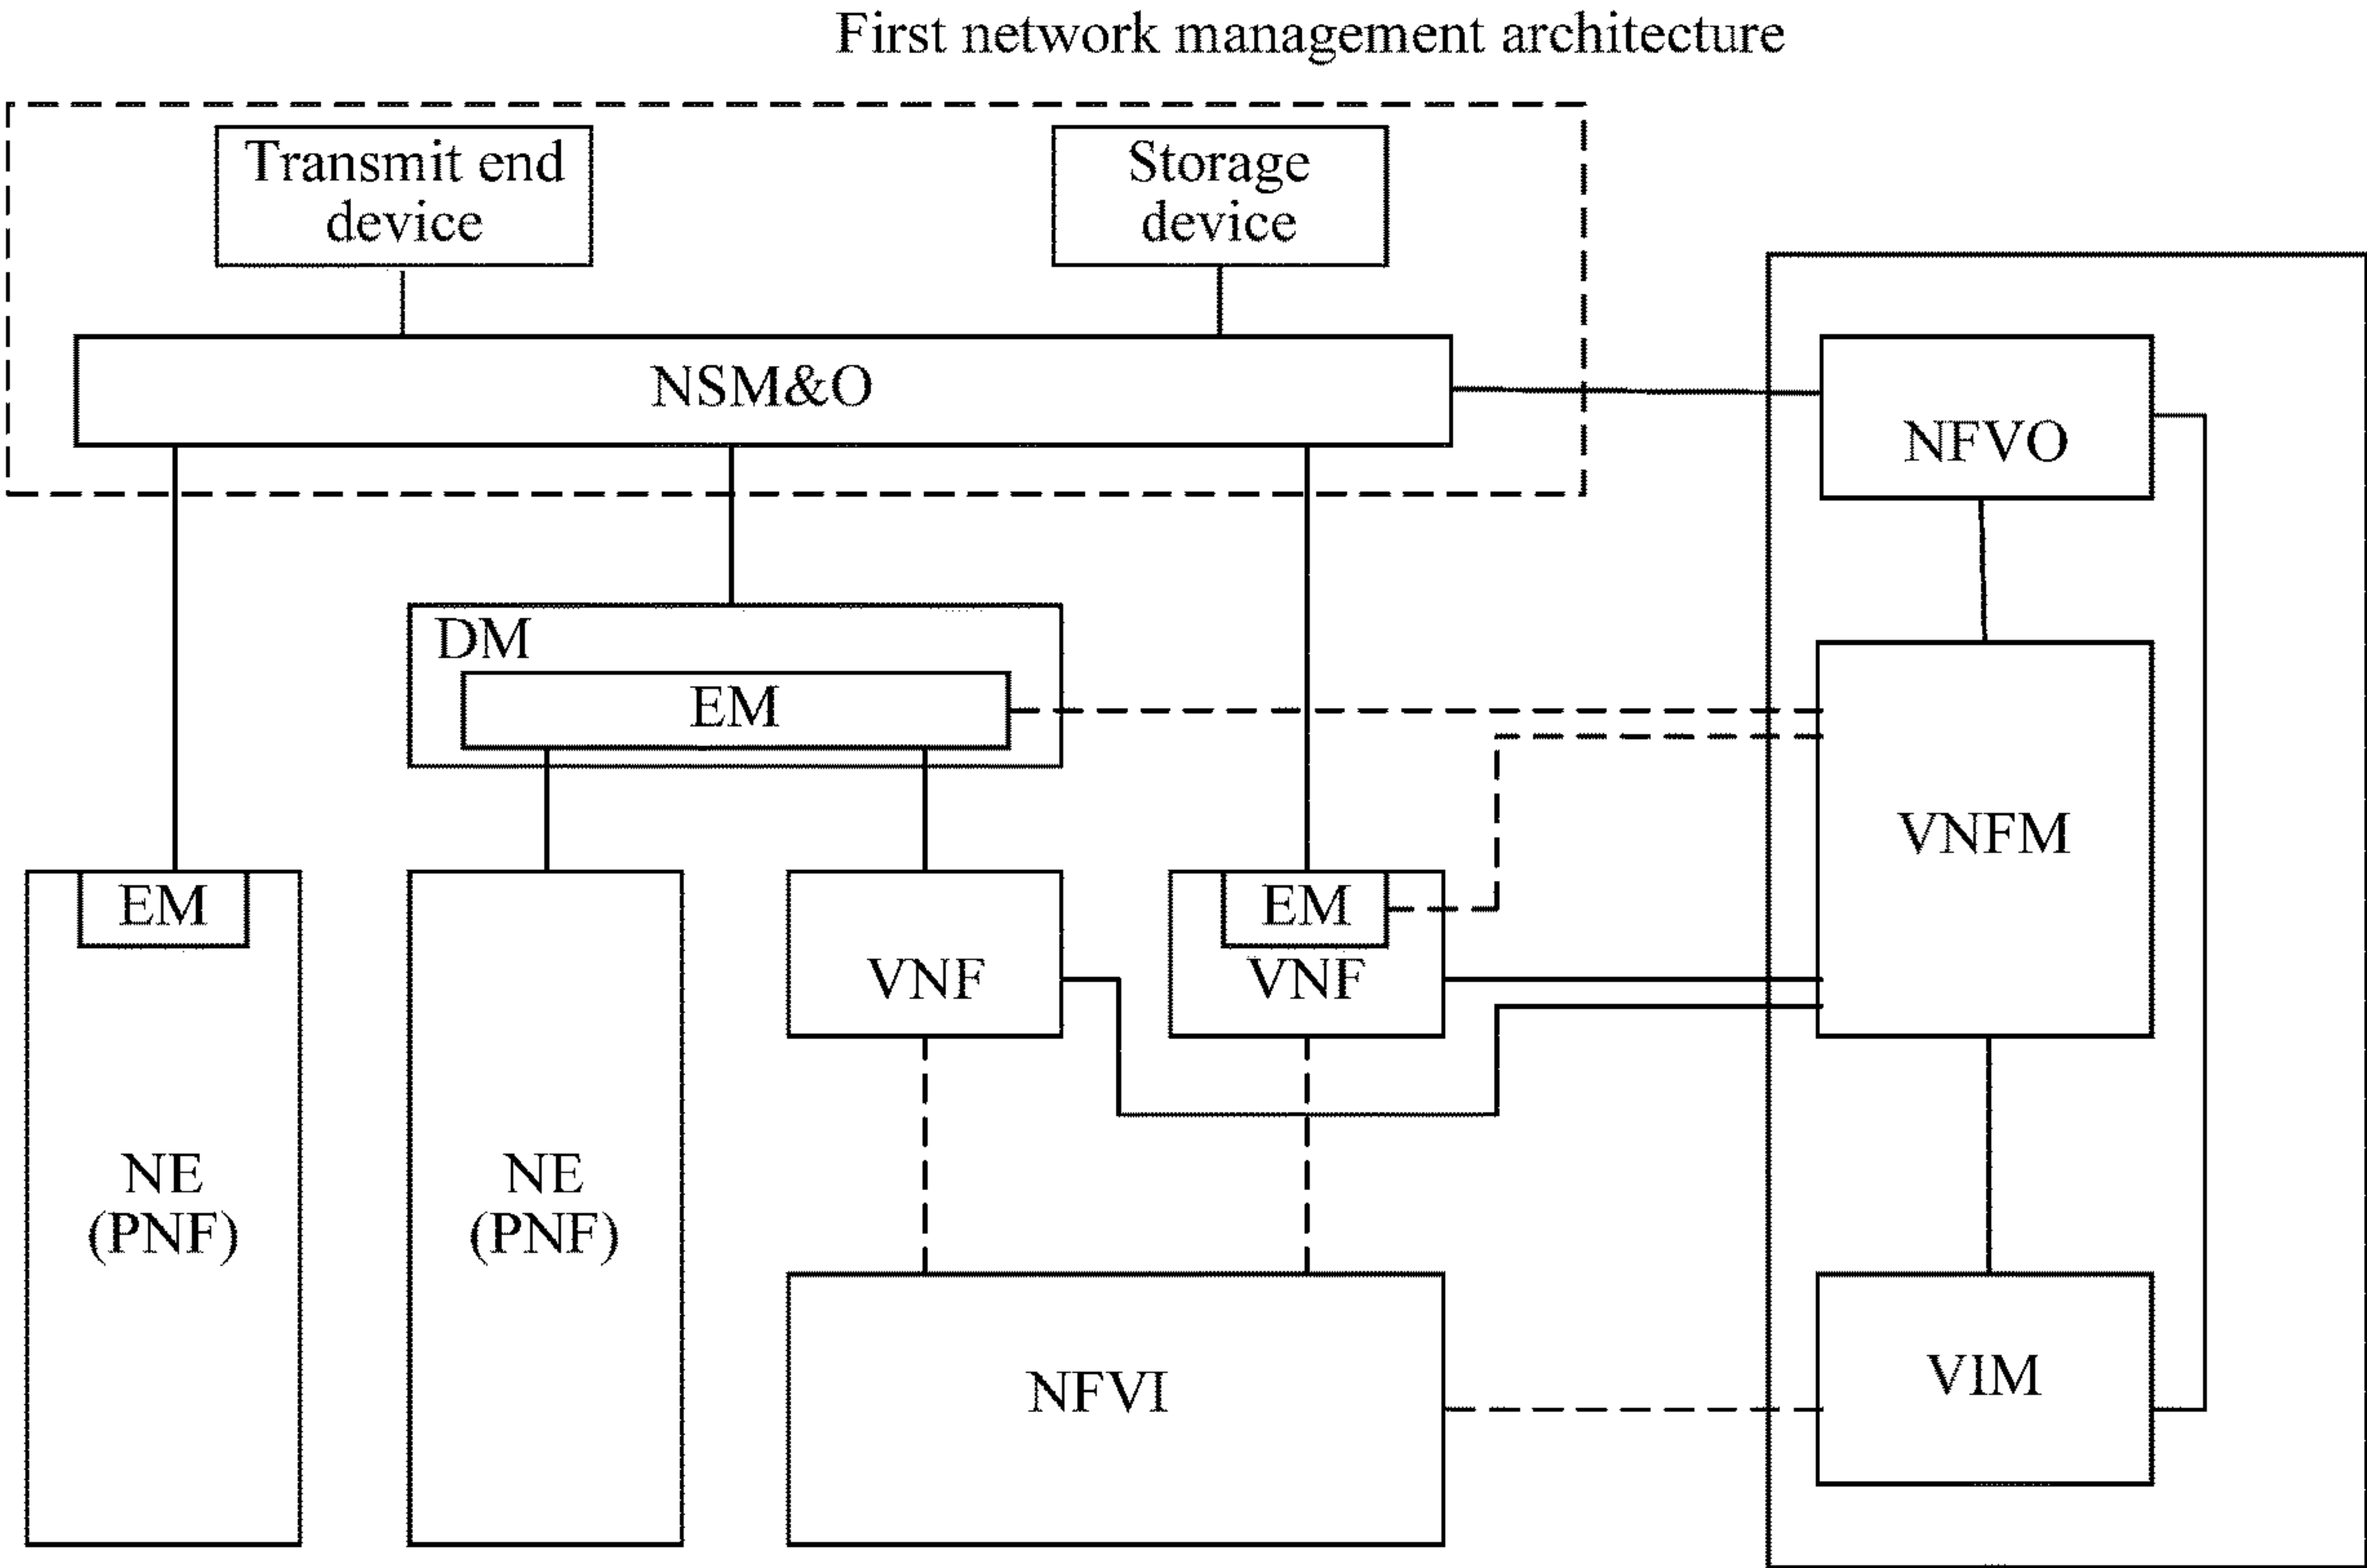 First network management architecture
Transmit end
device
Storage
device
NSM&O
NFVO
DM
EM
VNFM
EM
EM
VNF
VNF
NE
(PNF)
NE
(PNF)
NFVI
VIM